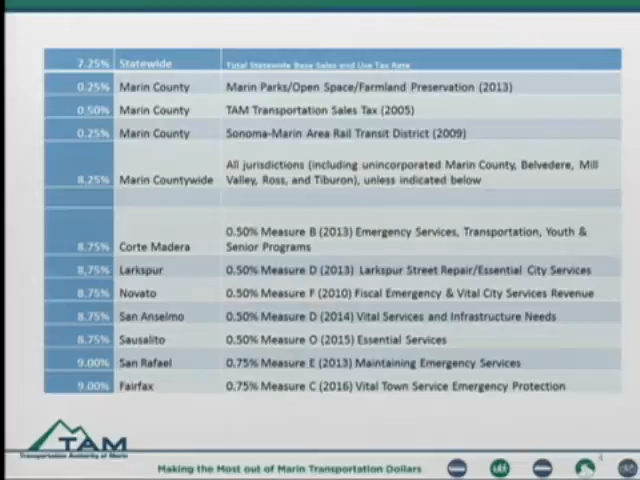 7.25% Statewide Total Statewide Base Sales and Use Tax Rate
0.25% Marin County Marin Parks/Open Space/Farmland Preservation (2013)
0.50% Marin County TAM Transportation Sales Tax (2005)
0.25% Marin County Sonoma-Marin Area Rail Transit District (2009)
All jurisdictions (including unincorporated Marin County, Belvedere, Mill
8.25% Marin Countywide Valley, Ross, and Tiburon), unless indicated below
0.50% Measure B (2013) Emergency Services, Transportation, Youth &
8.75% Corte Madera Senior Programs
8.75% Larkspur 0.50% Measure D (2013) Larkspur Street Repair/Essential City Services
8.75% Novato 0.50% Measure F (2010) Fiscal Emergency & Vital City Services Revenue
8.75% San Anselmo 0.50% Measure D (2014) Vital Services and Infrastructure Needs
8.75% Sausalito 0.50% Measure O (2015) Essential Services
9.00% San Rafael 0.75% Measure E (2013) Maintaining Emergency Services
9.00% Fairfax 0.75% Measure C (2016) Vital Town Service Emergency Protection
TAM
Transportation Authority of Marin
Making the Most out of Marin Transportation Dollars
4